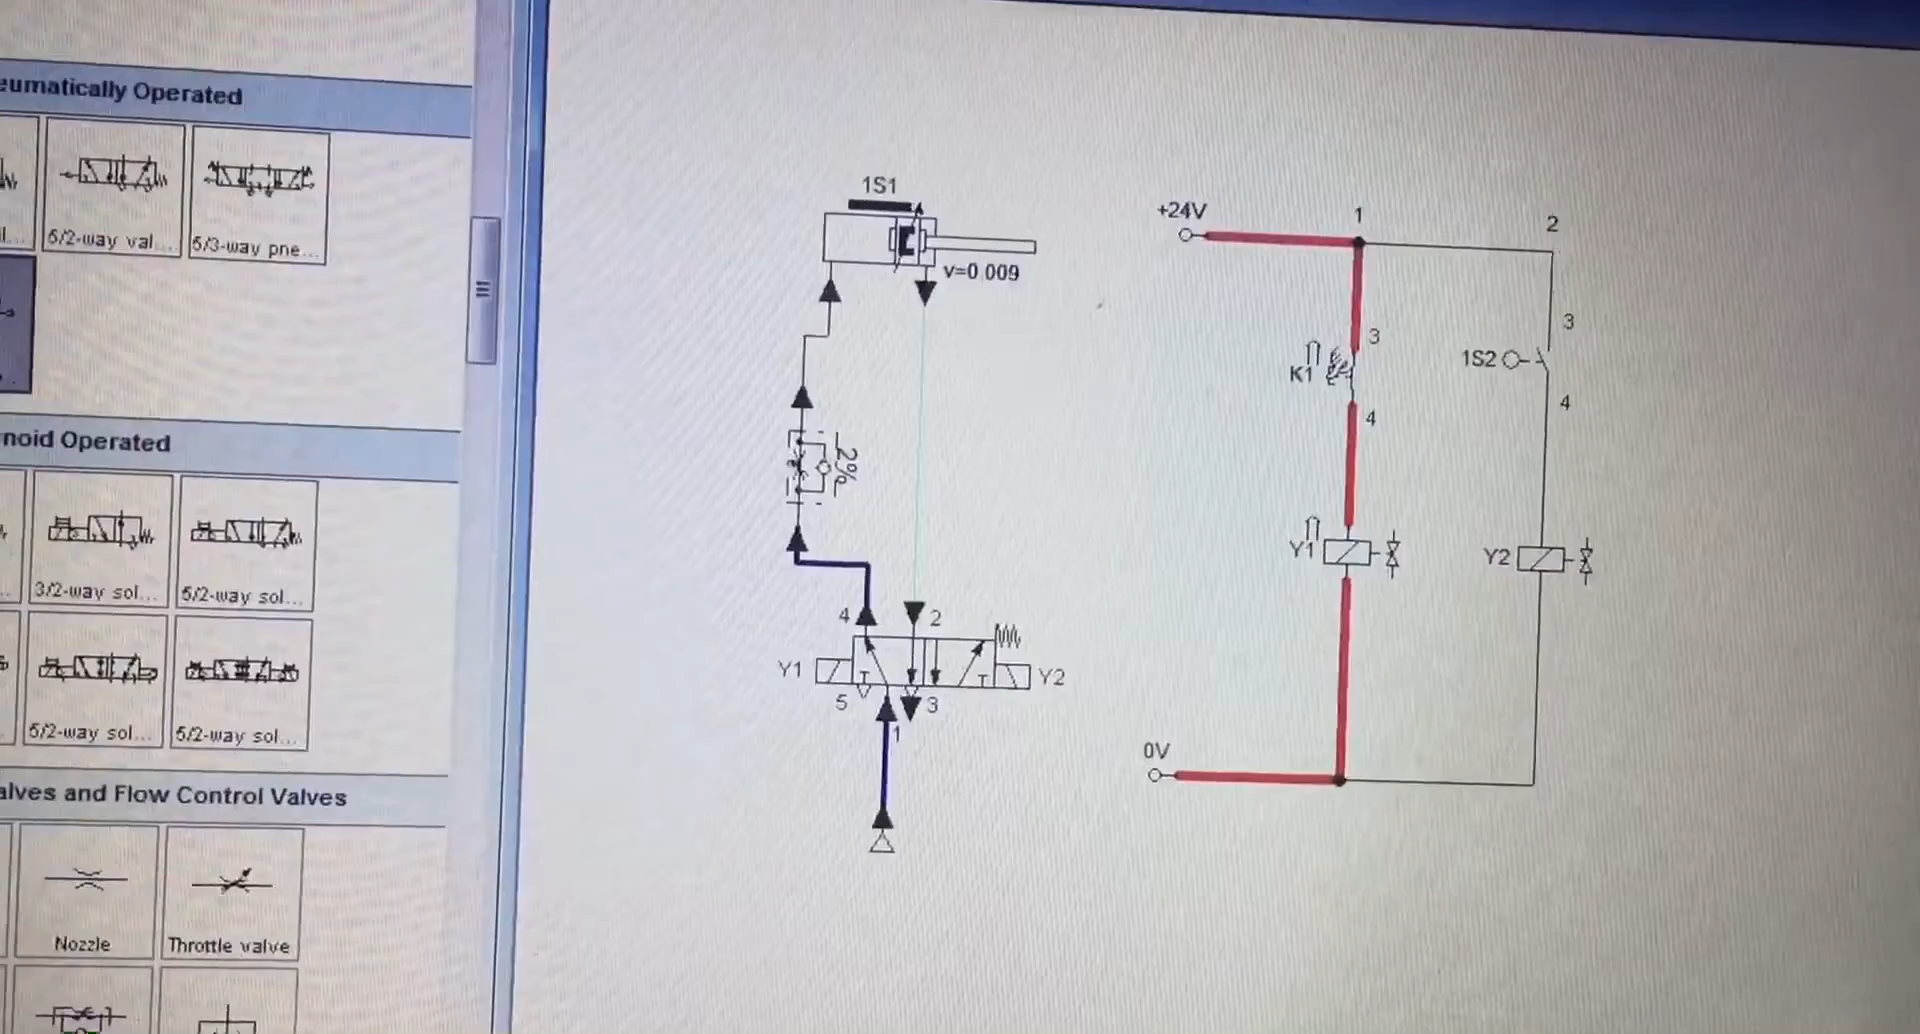 eumatically Operated
5/2-way val...
5/3-way pne...
noid Operated
3/2-way sol...
5/2-way sol...
5/2-way sol...
5/2-way sol...
alves and Flow Control Valves
Nozzle
Throttle valve
1S1
v=0.009
2%
4
2
Y1
Y2
5
3
1
+24V
1
2
3
3
K1
1S2
4
4
Y1
Y2
0V